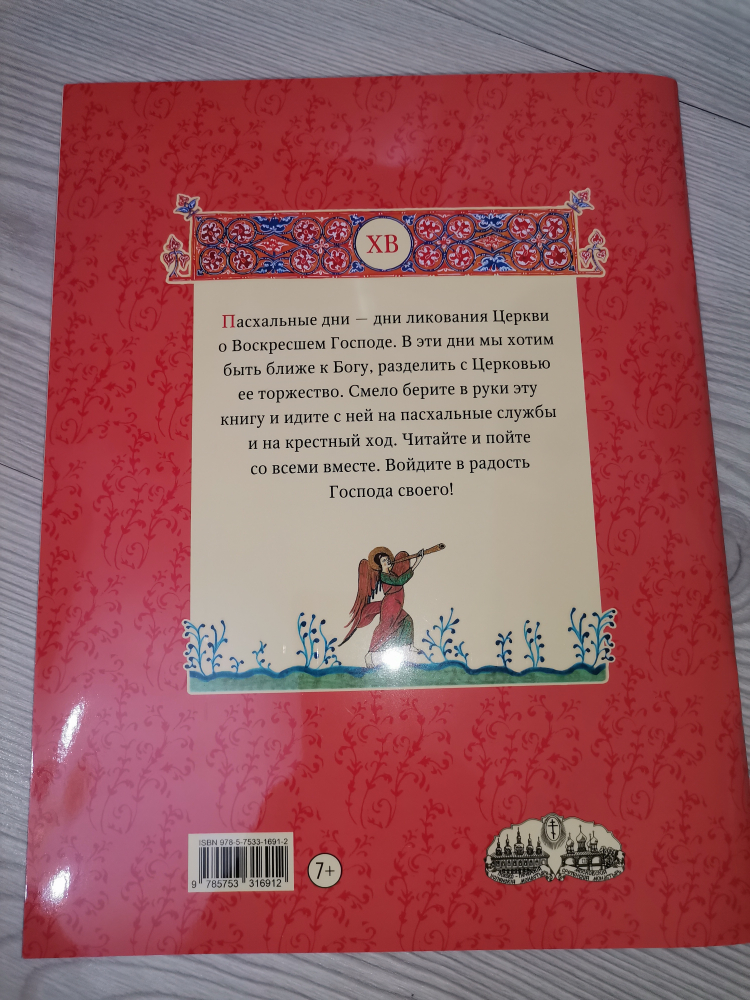 ХВ
Пасхальные дни — дни ликования Церкви
о Воскресшем Господе. В эти дни мы хотим
быть ближе к Богу, разделить с Церковью
ее торжество. Смело берите в руки эту
книгу и идите с ней на пасхальные службы
и на крестный ход. Читайте и пойте
со всеми вместе. Войдите в радость
Господа своего!
ISBN 978-5-7533-1691-2
9 785753 316912
7+